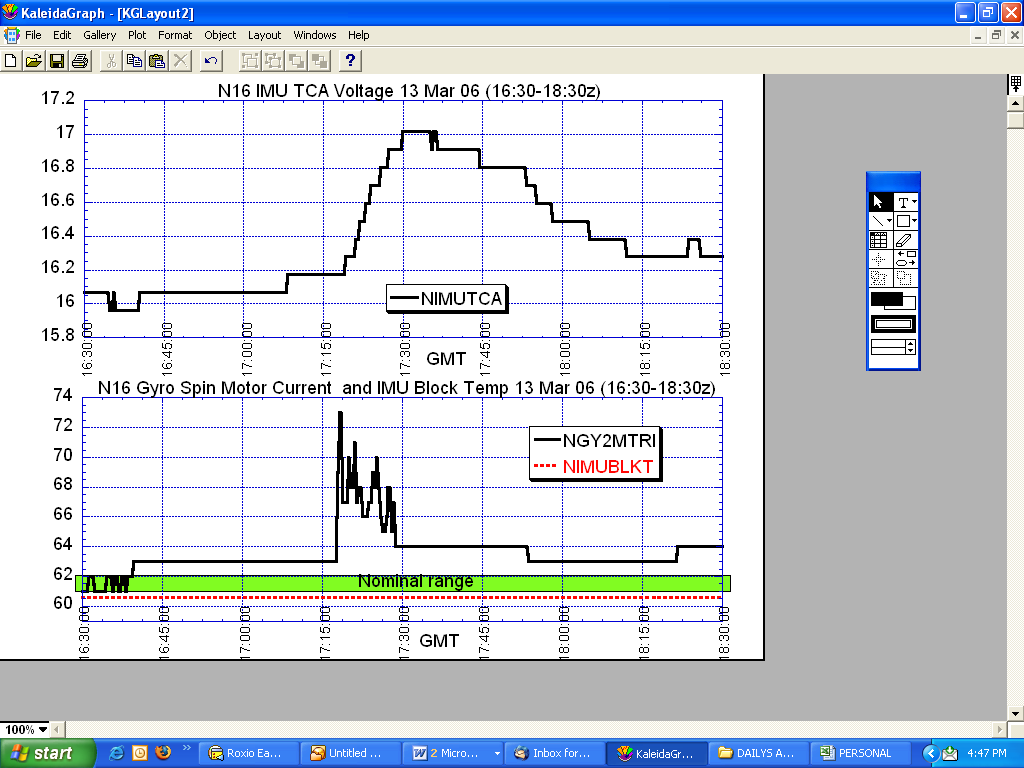 KaleidaGraph - [KGLayout2]
File Edit Gallery Plot Format Object Layout Windows Help
N16 IMU TCA Voltage 13 Mar 06 (16:30-18:30z)
17.2
17
16.8
16.6
16.4
16.2
16
15.8
NIMUTCA
16:30:00 16:45:00 17:00:00 17:15:00 17:30:00 17:45:00 18:00:00 18:15:00 18:30:00
GMT
N16 Gyro Spin Motor Current and IMU Block Temp 13 Mar 06 (16:30-18:30z)
74
72
70
68
66
64
62
60
NGY2MTRI
NIMUBLKT
Nominal range
16:30:00 16:45:00 17:00:00 17:15:00 17:30:00 17:45:00 18:00:00 18:15:00 18:30:00
GMT
T
100%
start Roxio Ea... Untitled ... 2 Micro... Inbox for... KaleidaGr... DAILYS A... PERSONAL 4:47 PM